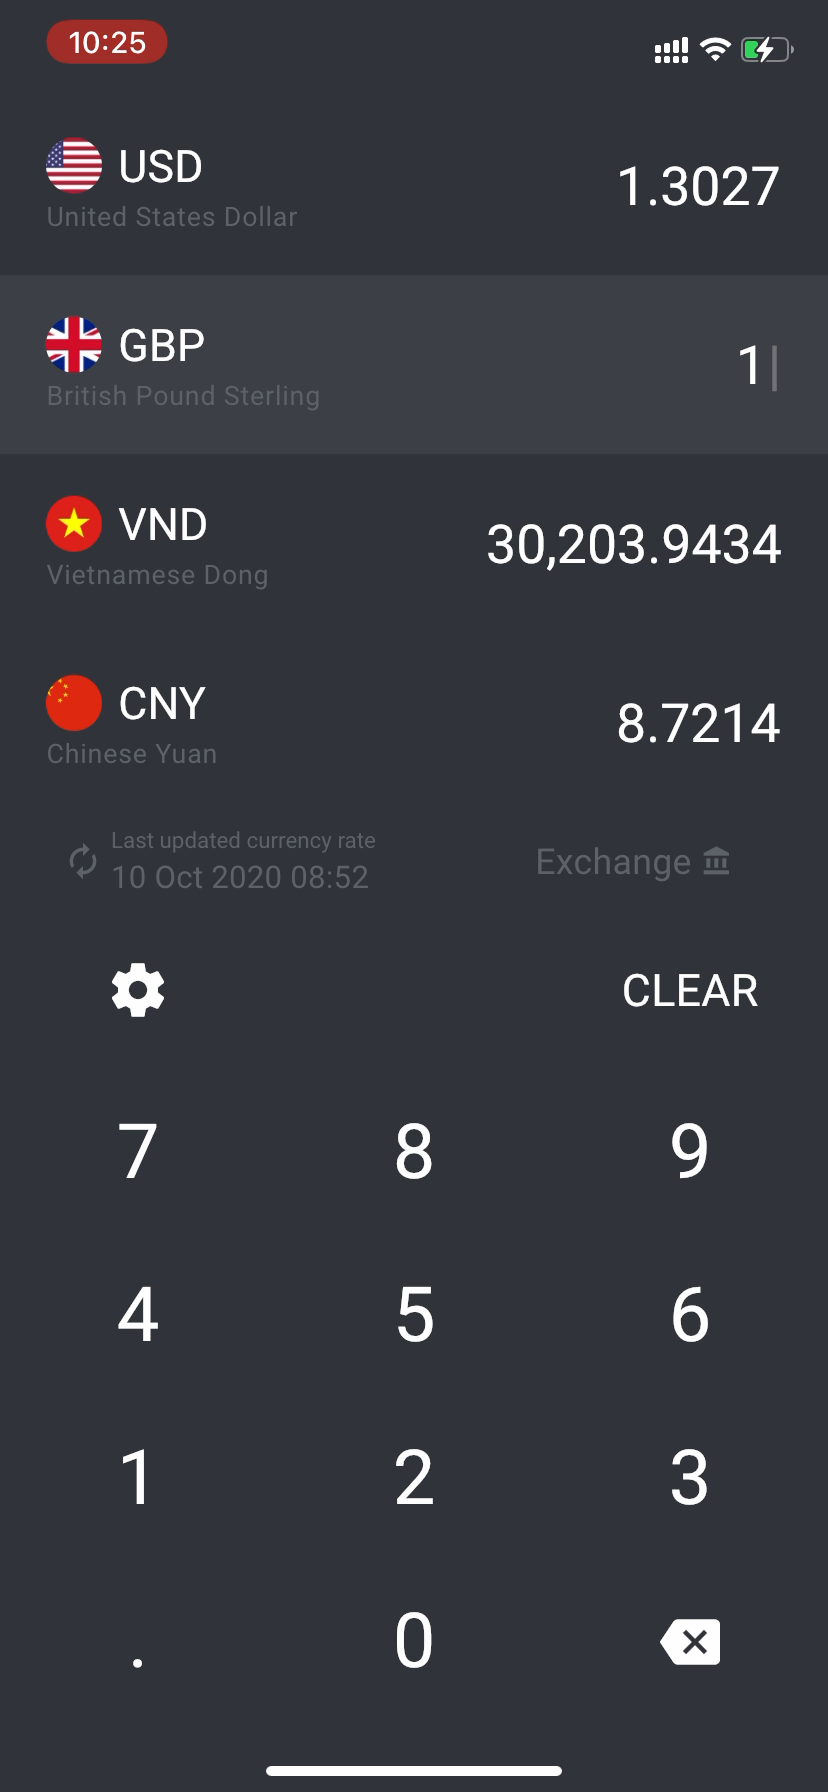 10:25
USD
United States Dollar
1.3027
GBP
British Pound Sterling
1
VND
Vietnamese Dong
30,203.9434
CNY
Chinese Yuan
8.7214
Last updated currency rate
10 Oct 2020 08:52
Exchange
CLEAR
7 8 9
4 5 6
1 2 3
. 0